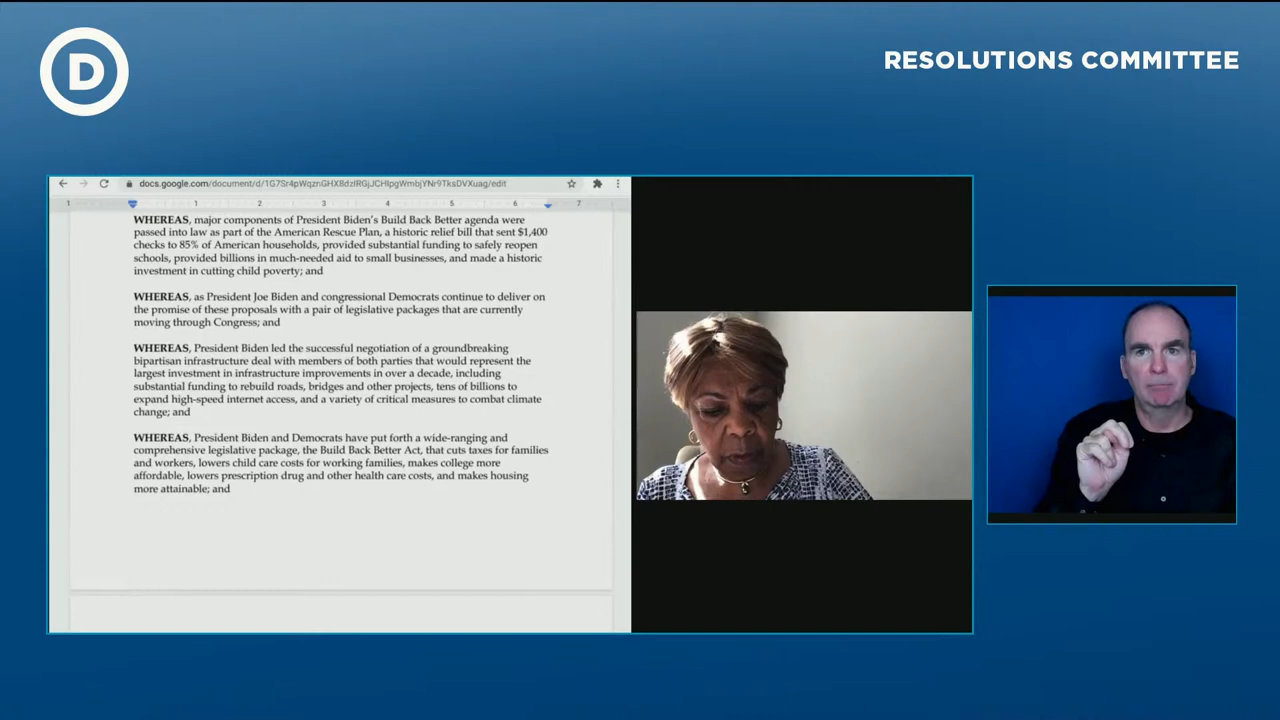 D
RESOLUTIONS COMMITTEE
1 1 2 3 4 5 6 7
WHEREAS, major components of President Biden's Build Back Better agenda were
passed into law as part of the American Rescue Plan, a historic relief bill that sent $1,400
checks to 85% of American households, provided substantial funding to safely reopen
schools, provided billions in much-needed aid to small businesses, and made a historic
investment in cutting child poverty; and
WHEREAS, as President Joe Biden and congressional Democrats continue to deliver on
the promise of these proposals with a pair of legislative packages that are currently
moving through Congress; and
WHEREAS, President Biden led the successful negotiation of a groundbreaking
bipartisan infrastructure deal with members of both parties that would represent the
largest investment in infrastructure improvements in over a decade, including
substantial funding to rebuild roads, bridges and other projects, tens of billions to
expand high-speed internet access, and a variety of critical measures to combat climate
change; and
WHEREAS, President Biden and Democrats have put forth a wide-ranging and
comprehensive legislative package, the Build Back Better Act, that cuts taxes for families
and workers, lowers child care costs for working families, makes college more
affordable, lowers prescription drug and other health care costs, and makes housing
more attainable; and